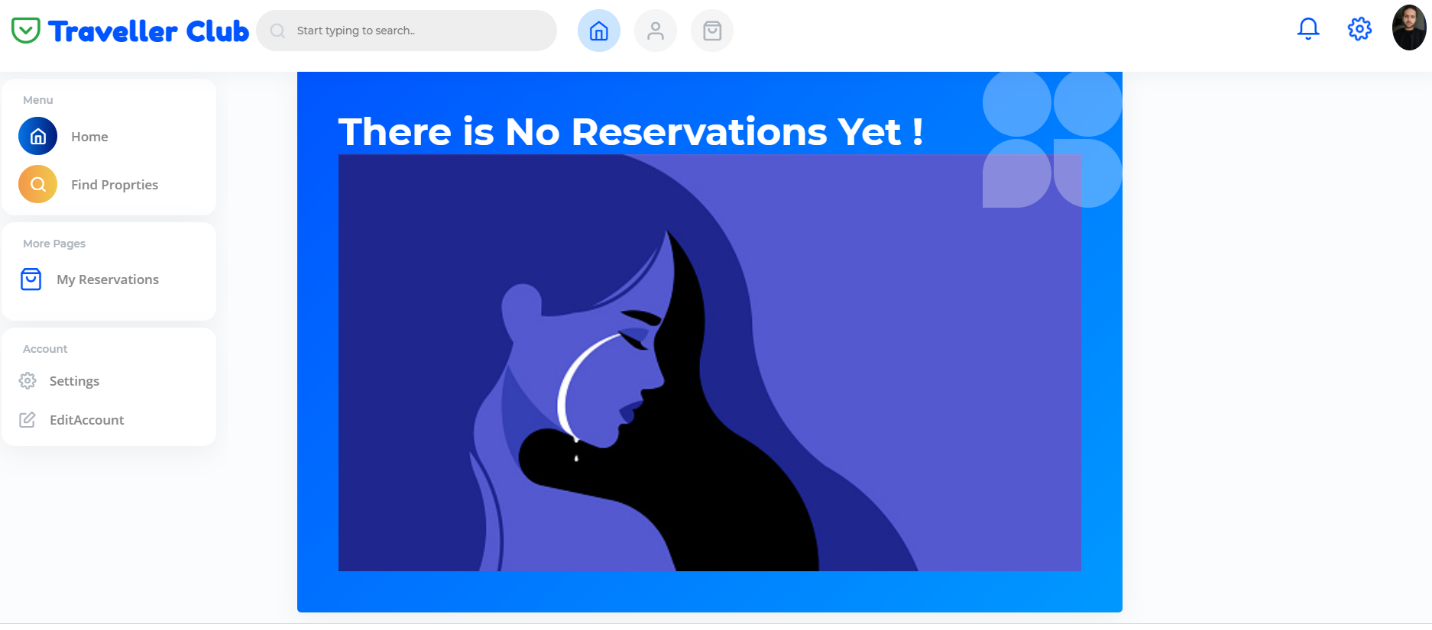 Traveller Club
Start typing to search..
Menu
Home
Find Proprties
More Pages
My Reservations
Account
Settings
EditAccount
There is No Reservations Yet !